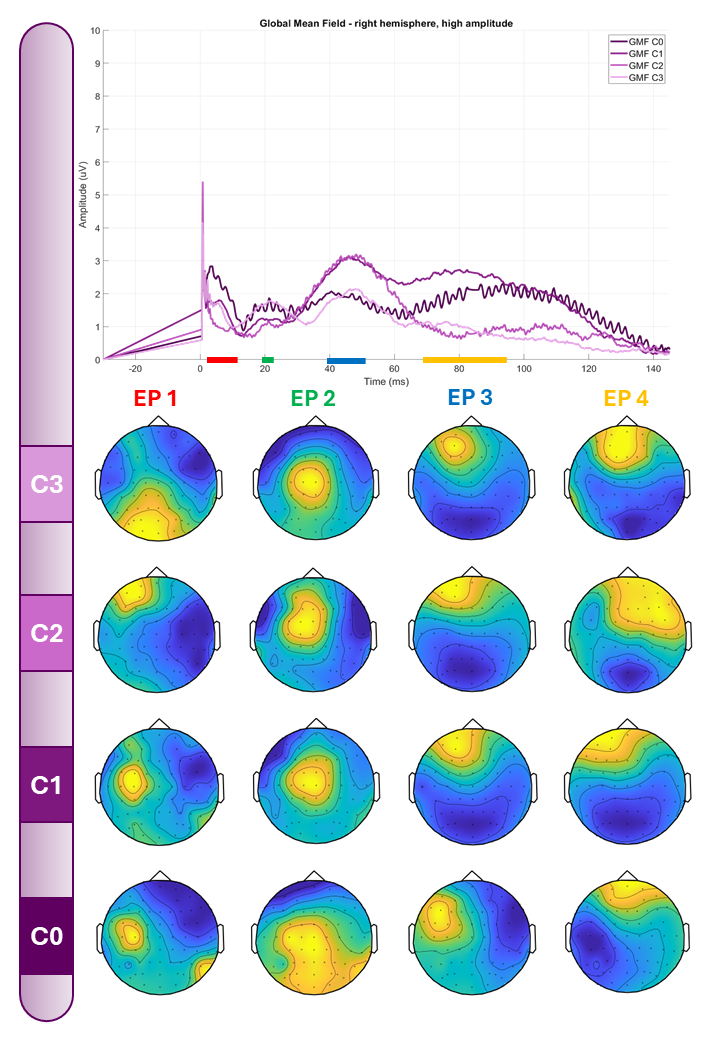 Global Mean Field - right hemisphere, high amplitude
GMF C0
GMF C1
GMF C2
GMF C3
Amplitude (uV)
10
9
8
7
6
5
4
3
2
1
0
-20 0 20 40 60 80 100 120 140
Time (ms)
EP 1 EP 2 EP 3 EP 4
C3
C2
C1
C0